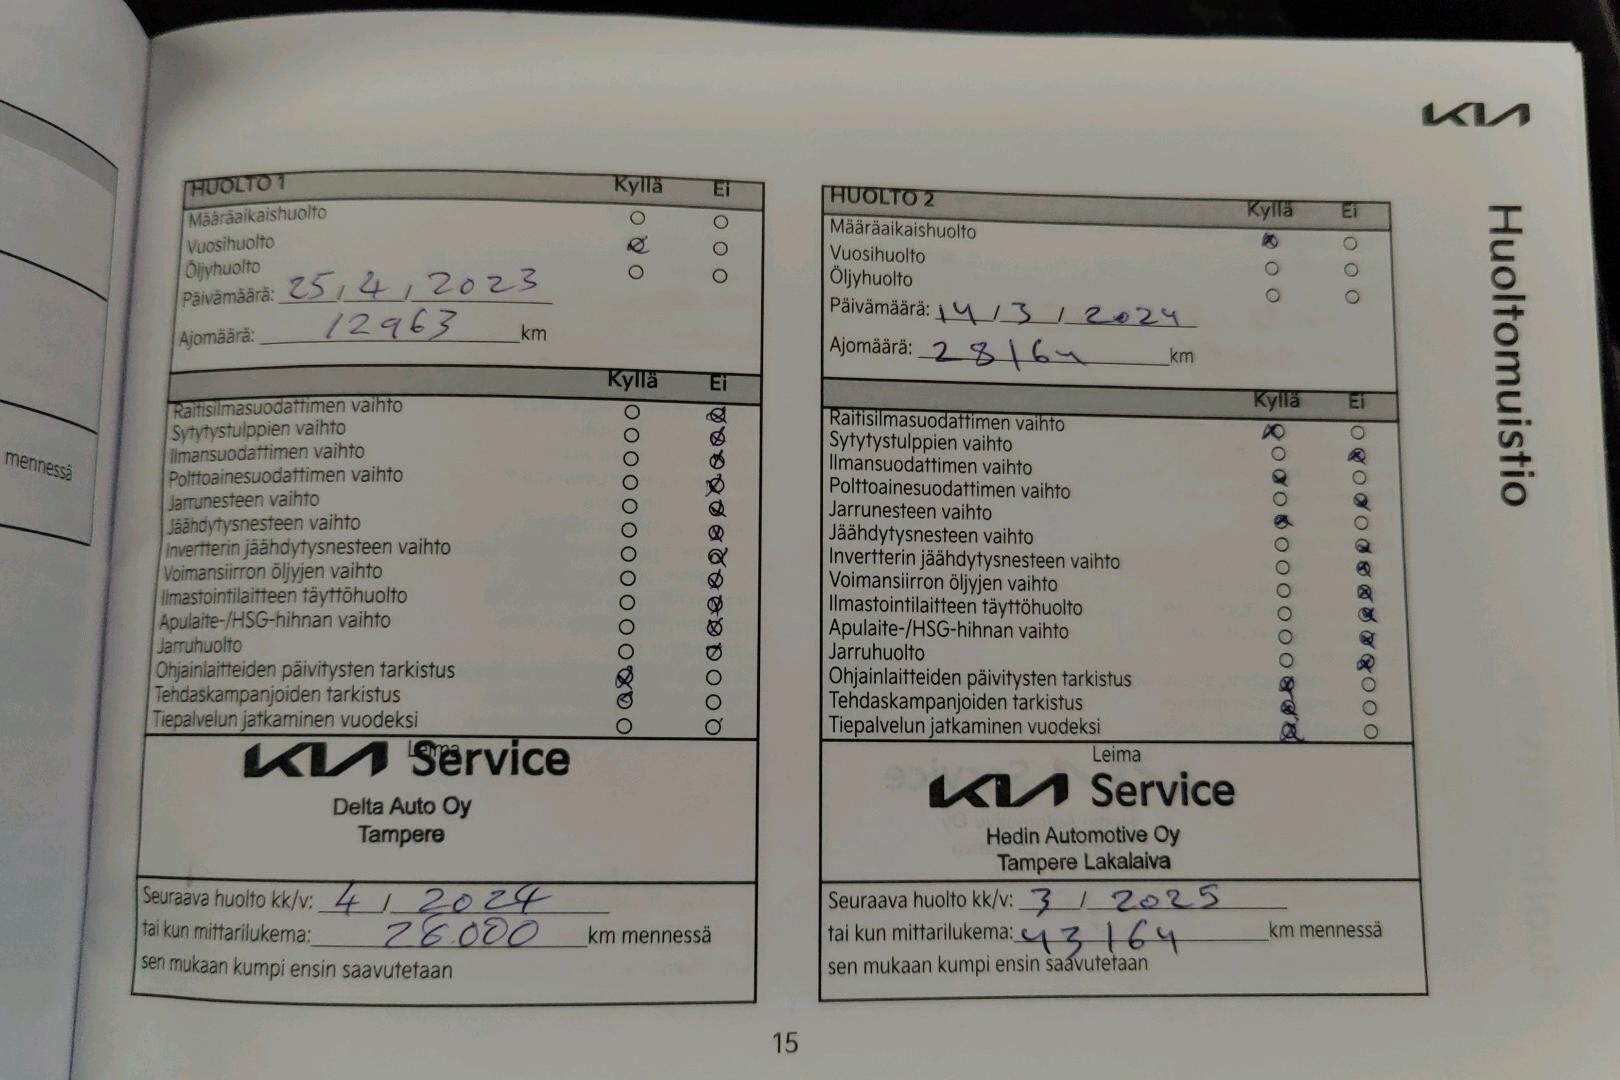 mennessä
KIA
Huoltomuistio
HUOLTO 1 Kyllä Ei
Määräaikaishuolto
Vuosihuolto
Öljyhuolto
Päivämäärä: 25 / 4 / 2023
Ajomäärä: 12963 km
Kyllä Ei
Raitisilmasuodattimen vaihto
Sytytystulppien vaihto
Ilmansuodattimen vaihto
Polttoainesuodattimen vaihto
Jarrunesteen vaihto
Jäähdytysnesteen vaihto
Invertterin jäähdytysnesteen vaihto
Voimansiirron öljyjen vaihto
Ilmastointilaitteen täyttöhuolto
Apulaite-/HSG-hihnan vaihto
Jarruhuolto
Ohjainlaitteiden päivitysten tarkistus
Tehdaskampanjoiden tarkistus
Tiepalvelun jatkaminen vuodeksi
Leima
KIA Service
Delta Auto Oy
Tampere
Seuraava huolto kk/v: 4 / 2024
tai kun mittarilukema: 26.000 km mennessä
sen mukaan kumpi ensin saavutetaan
HUOLTO 2 Kyllä Ei
Määräaikaishuolto
Vuosihuolto
Öljyhuolto
Päivämäärä: 14 / 3 / 2024
Ajomäärä: 28164 km
Kyllä Ei
Raitisilmasuodattimen vaihto
Sytytystulppien vaihto
Ilmansuodattimen vaihto
Polttoainesuodattimen vaihto
Jarrunesteen vaihto
Jäähdytysnesteen vaihto
Invertterin jäähdytysnesteen vaihto
Voimansiirron öljyjen vaihto
Ilmastointilaitteen täyttöhuolto
Apulaite-/HSG-hihnan vaihto
Jarruhuolto
Ohjainlaitteiden päivitysten tarkistus
Tehdaskampanjoiden tarkistus
Tiepalvelun jatkaminen vuodeksi
Leima
KIA Service
Hedin Automotive Oy
Tampere Lakalaiva
Seuraava huolto kk/v: 3 / 2025
tai kun mittarilukema: 43164 km mennessä
sen mukaan kumpi ensin saavutetaan
15